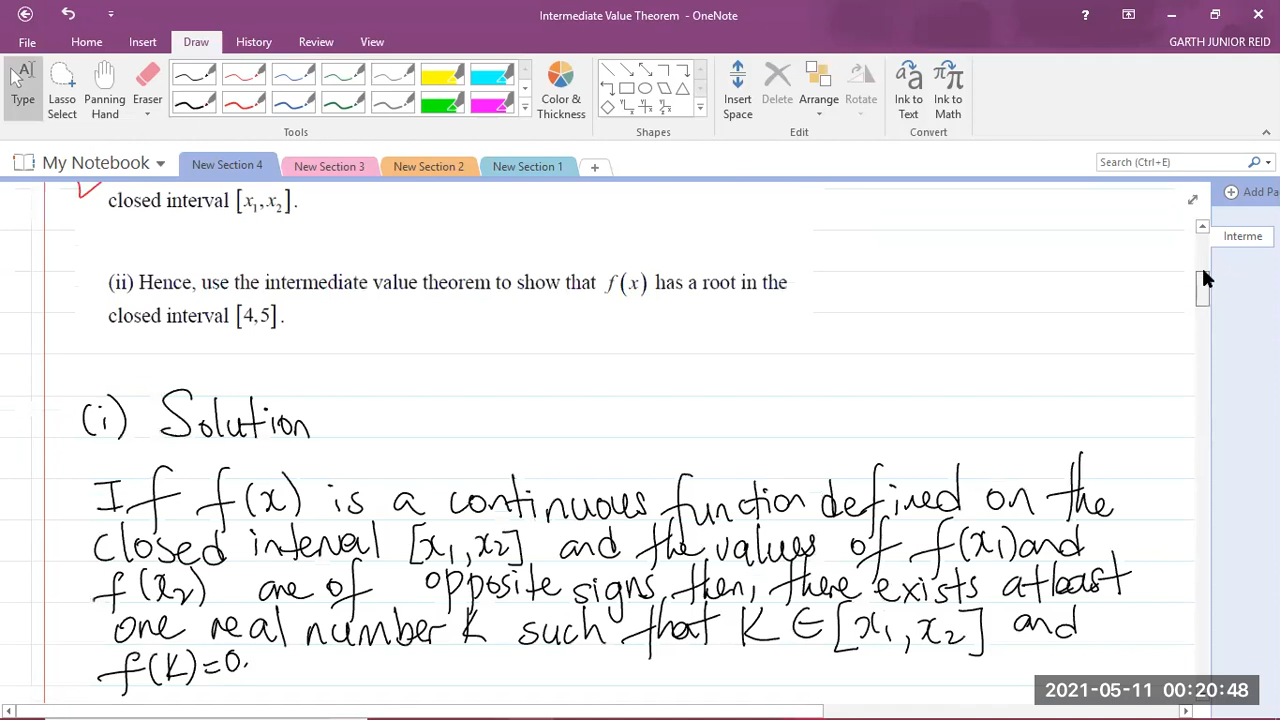 Intermediate Value Theorem - OneNote
File Home Insert Draw History Review View
GARTH JUNIOR REID
Type
Lasso Select
Panning Hand
Eraser
Color & Thickness
Insert Space
Delete
Arrange
Rotate
Ink to Text
Ink to Math
Tools
Shapes
Edit
Convert
My Notebook
New Section 4
New Section 3
New Section 2
New Section 1
Search (Ctrl+E)
Add Pa
Interme
closed interval [x₁, x₂].
(ii) Hence, use the intermediate value theorem to show that f(x) has a root in the
closed interval [4,5].
(i) Solution
If f(x) is a continuous function defined on the
closed interval [x₁, x₂] and the values of f(x₁) and
f(x₂) are of opposite signs, then, there exists atleast
one real number K such that K ∈ [x₁, x₂] and
f(K)=0.
2021-05-11 00:20:48